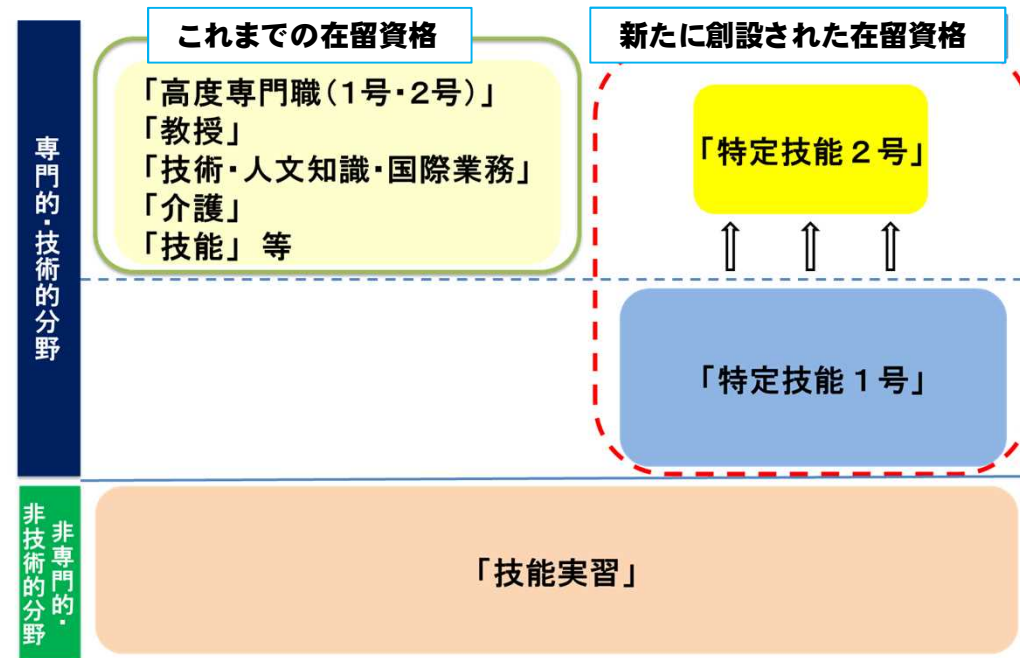 これまでの在留資格
新たに創設された在留資格
専門的・技術的分野
「高度専門職(1号・2号)」
「教授」
「技術・人文知識・国際業務」
「介護」
「技能」 等
「特定技能2号」
「特定技能1号」
非専門的・
非技術的分野
「技能実習」